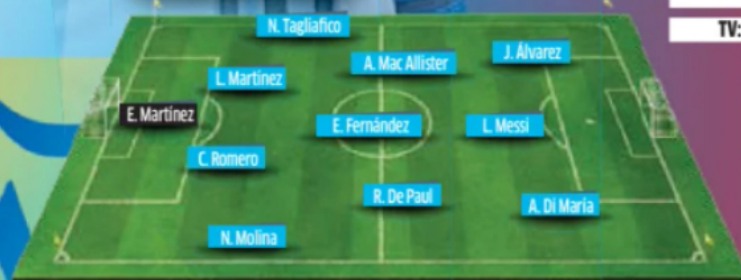 TV:
N. Tagliafico
J. Álvarez
A. Mac Allister
L. Martínez
E. Martínez
E. Fernández
L. Messi
C. Romero
R. De Paul
A. Di María
N. Molina